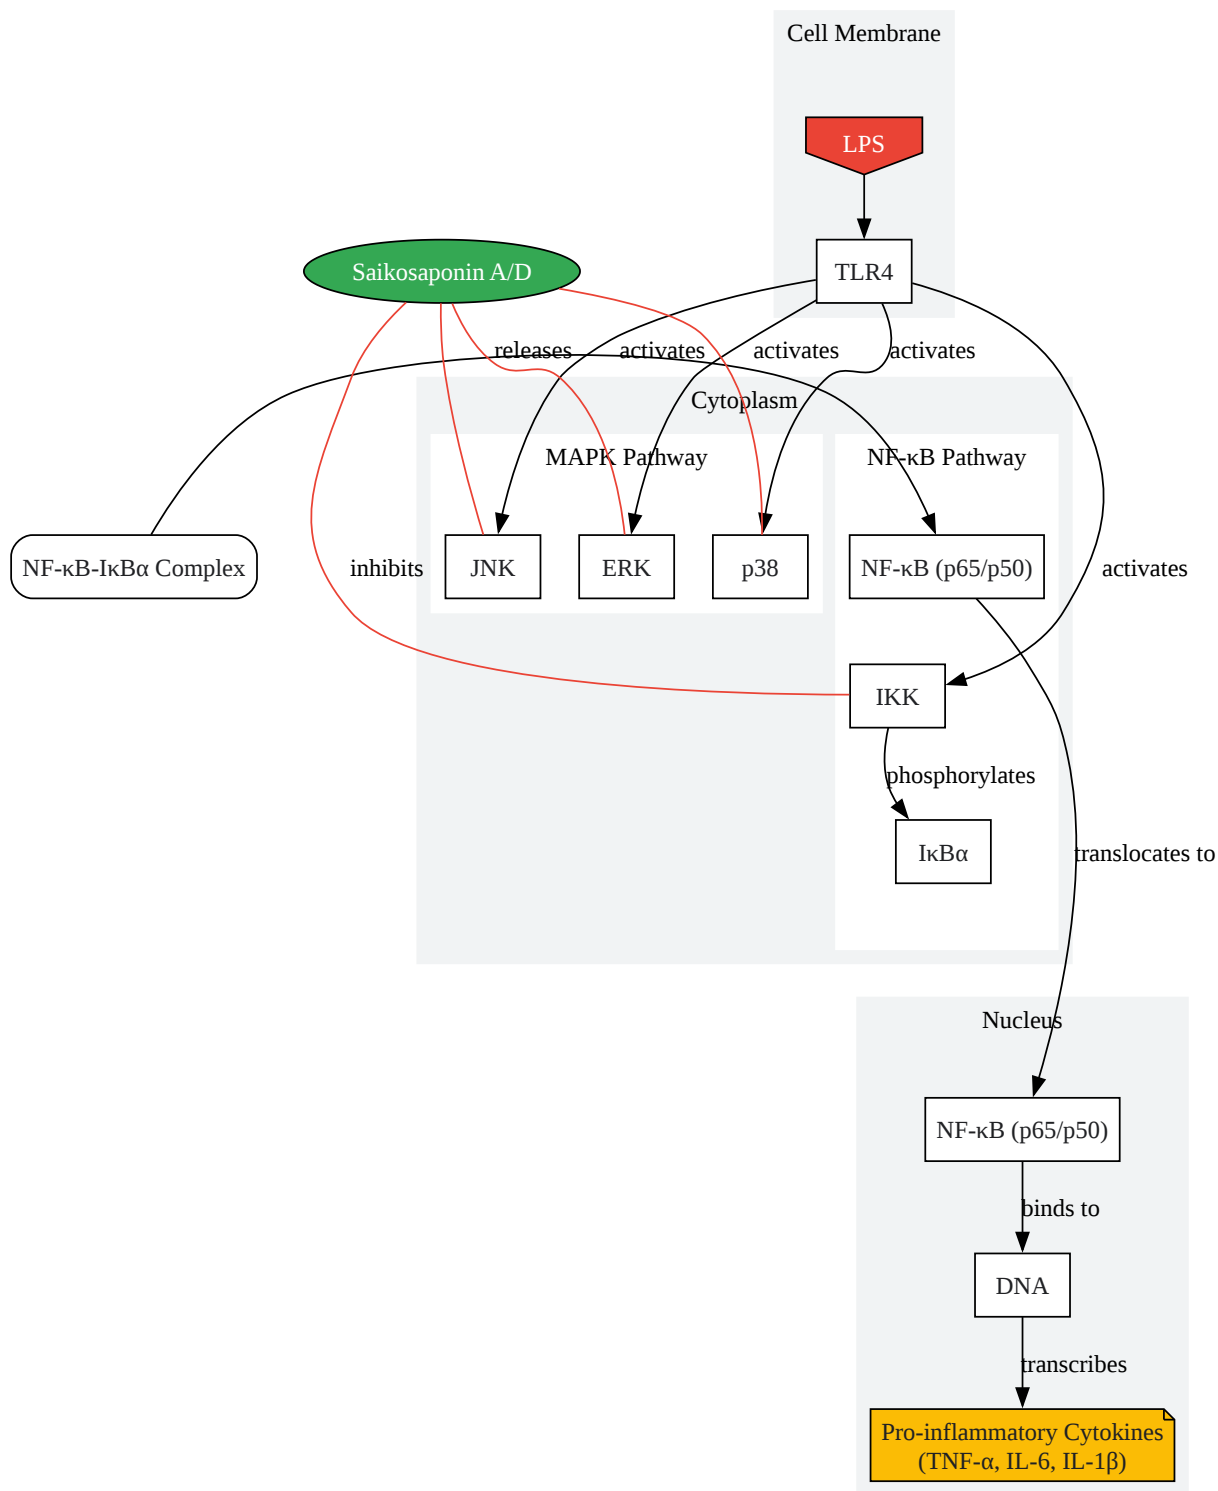 Cell Membrane
LPS
Saikosaponin A/D
TLR4
releases
activates
activates
activates
Cytoplasm
MAPK Pathway
NF-κB Pathway
NF-κB-IκBα Complex
inhibits
JNK
ERK
p38
NF-κB (p65/p50)
activates
IKK
phosphorylates
IκBα
translocates to
Nucleus
NF-κB (p65/p50)
binds to
DNA
transcribes
Pro-inflammatory Cytokines
(TNF-α, IL-6, IL-1β)